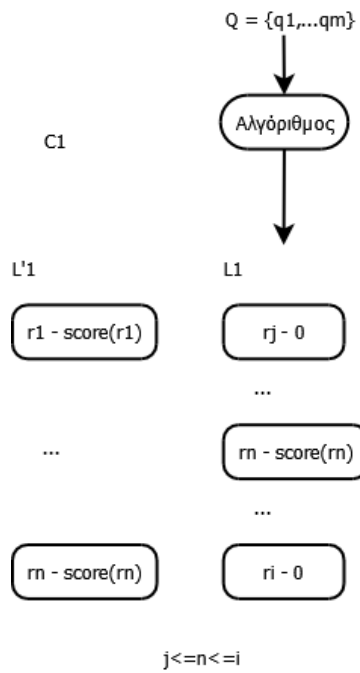 Q = {q1,...qm}
Αλγόριθμος
C1
L'1 L1
r1 - score(r1) rj - 0
...
... rn - score(rn)
...
rn - score(rn) ri - 0
j<=n<=i